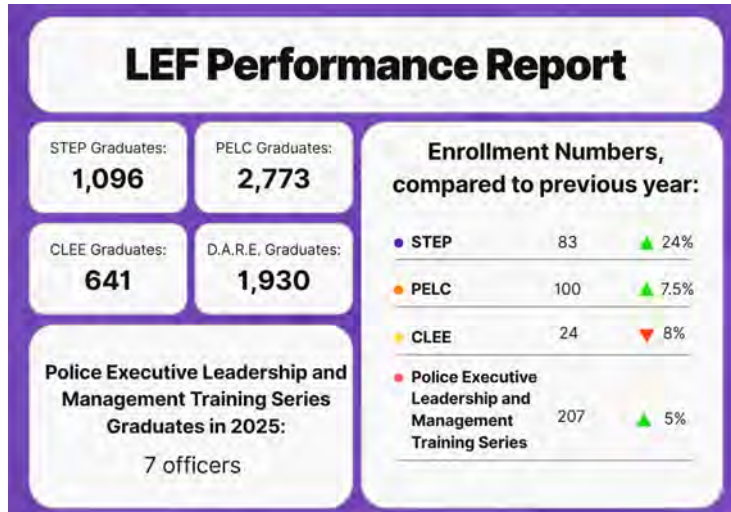 LEF Performance Report
STEP Graduates:
1,096
PELC Graduates:
2,773
CLEE Graduates:
641
D.A.R.E. Graduates:
1,930
Police Executive Leadership and
Management Training Series
Graduates in 2025:
7 officers
Enrollment Numbers,
compared to previous year:
STEP 83 24%
PELC 100 7.5%
CLEE 24 8%
Police Executive
Leadership and
Management
Training Series
207 5%